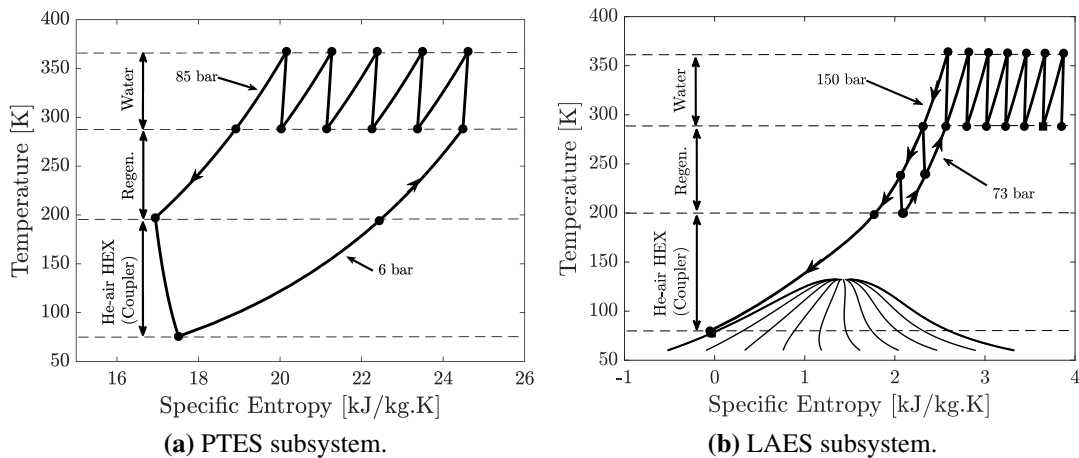 400
350
300
250
200
150
100
50
Temperature [K]
Water
Regen.
He-air HEX
(Coupler)
85 bar
6 bar
16
18
20
22
24
26
Specific Entropy [kJ/kg.K]
(a) PTES subsystem.
400
350
300
250
200
150
100
50
Temperature [K]
Water
Regen.
He-air HEX
(Coupler)
150 bar
73 bar
-1
0
1
2
3
4
Specific Entropy [kJ/kg.K]
(b) LAES subsystem.